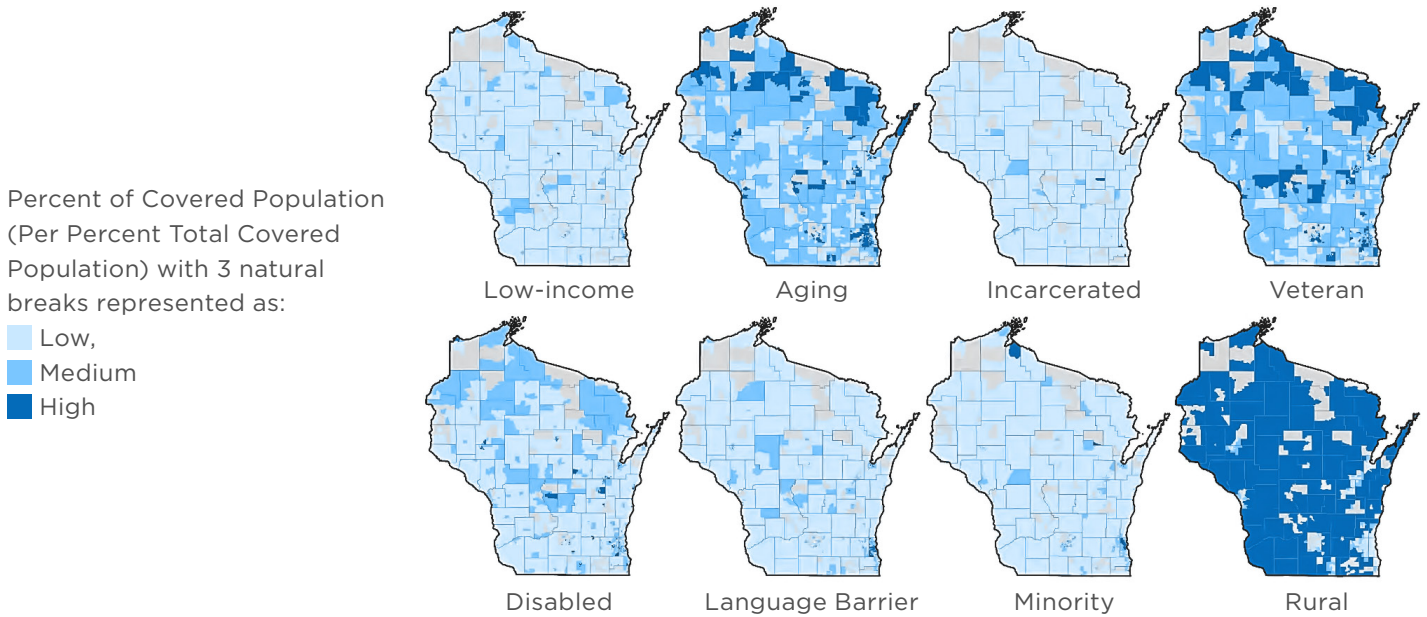 Percent of Covered Population
(Per Percent Total Covered
Population) with 3 natural
breaks represented as:
Low,
Medium
High
Low-income
Aging
Incarcerated
Veteran
Disabled
Language Barrier
Minority
Rural